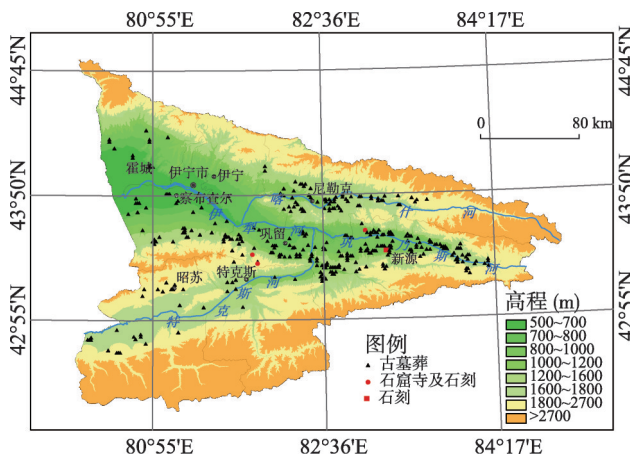 80°55′E 82°36′E 84°17′E
44°45′N 44°45′N
0 80 km
霍城 伊宁市 伊宁
尼勒克
喀 什 河
43°50′N 43°50′N
察布查尔
伊 犁 河
巩留 巩 乃 斯 河
新源
昭苏 特克斯
特 克 斯 河
42°55′N 42°55′N
图例
古墓葬
石窟寺及石刻
石刻
高程 (m)
500~700
700~800
800~1000
1000~1200
1200~1600
1600~1800
1800~2700
>2700
80°55′E 82°36′E 84°17′E